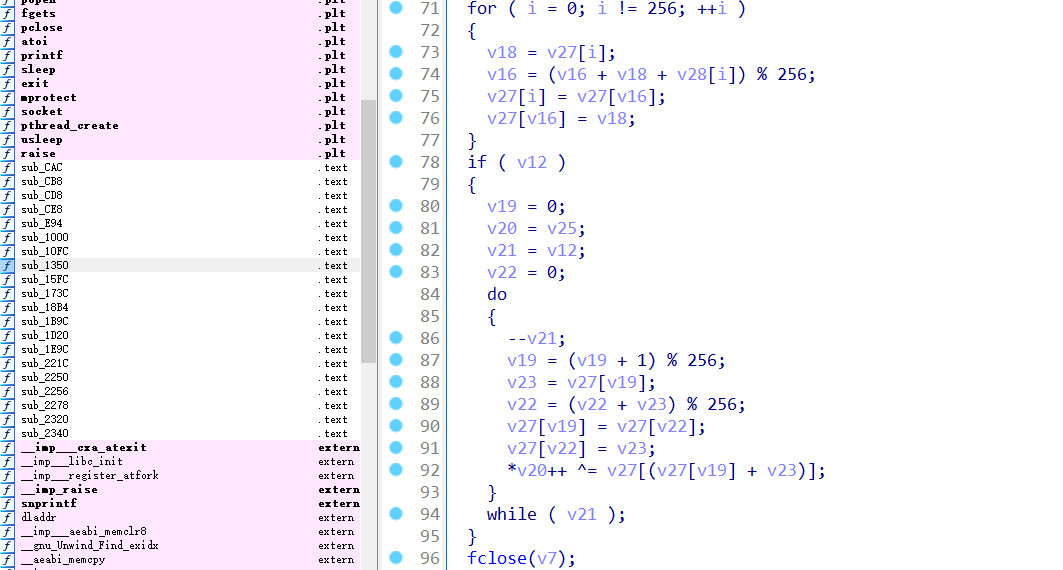 popen .plt
fgets .plt
pclose .plt
atoi .plt
printf .plt
sleep .plt
exit .plt
mprotect .plt
socket .plt
pthread_create .plt
usleep .plt
raise .plt
sub_CAC .text
sub_CB8 .text
sub_CD8 .text
sub_CE8 .text
sub_E94 .text
sub_1000 .text
sub_10FC .text
sub_1350 .text
sub_15FC .text
sub_173C .text
sub_18B4 .text
sub_1B9C .text
sub_1D20 .text
sub_1E9C .text
sub_221C .text
sub_2250 .text
sub_2256 .text
sub_2278 .text
sub_2320 .text
sub_2340 .text
__imp___cxa_atexit extern
__imp___libc_init extern
__imp___register_atfork extern
__imp_raise extern
snprintf extern
dladdr extern
__imp___aeabi_memclr8 extern
__gnu_Unwind_Find_exidx extern
__aeabi_memcpy extern
71 for ( i = 0; i != 256; ++i )
72 {
73 v18 = v27[i];
74 v16 = (v16 + v18 + v28[i]) % 256;
75 v27[i] = v27[v16];
76 v27[v16] = v18;
77 }
78 if ( v12 )
79 {
80 v19 = 0;
81 v20 = v25;
82 v21 = v12;
83 v22 = 0;
84 do
85 {
86 --v21;
87 v19 = (v19 + 1) % 256;
88 v23 = v27[v19];
89 v22 = (v22 + v23) % 256;
90 v27[v19] = v27[v22];
91 v27[v22] = v23;
92 *v20++ ^= v27[(v27[v19] + v23)];
93 }
94 while ( v21 );
95 }
96 fclose(v7);